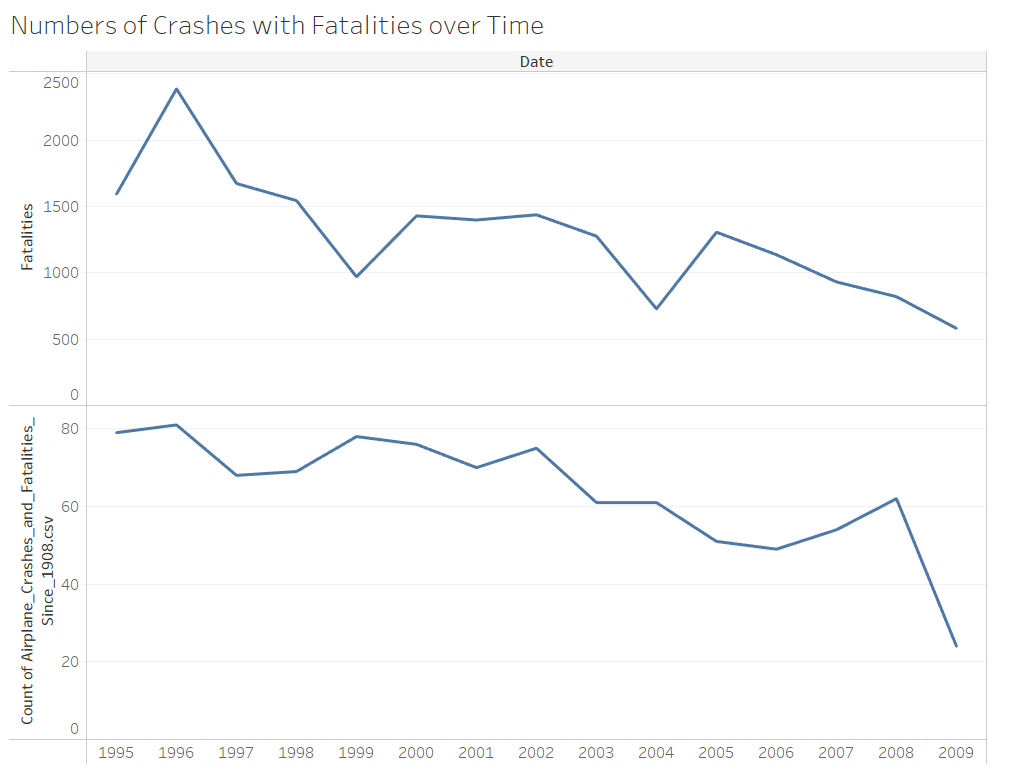 Numbers of Crashes with Fatalities over Time
Date
Fatalities
2500
2000
1500
1000
500
0
Count of Airplane_Crashes_and_Fatalities_
Since_1908.csv
80
60
40
20
0
1995 1996 1997 1998 1999 2000 2001 2002 2003 2004 2005 2006 2007 2008 2009